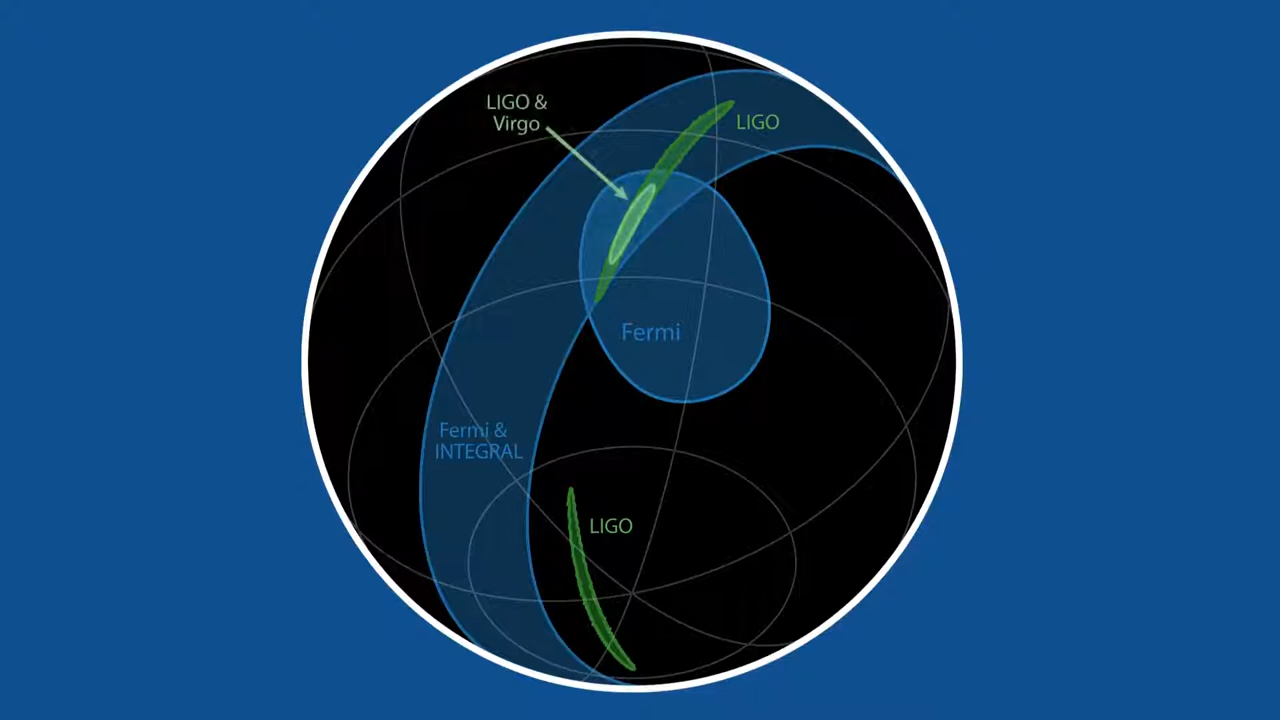 LIGO &
Virgo
LIGO
Fermi
Fermi &
INTEGRAL
LIGO